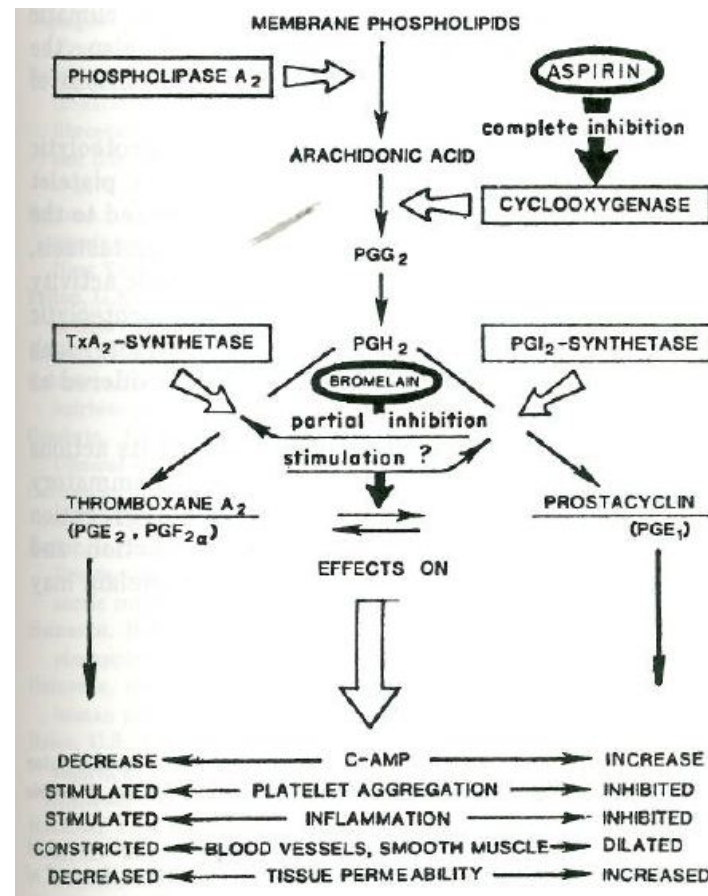 MEMBRANE PHOSPHOLIPIDS
PHOSPHOLIPASE A₂
ASPIRIN
complete inhibition
ARACHIDONIC ACID
CYCLOOXYGENASE
PGG₂
TxA₂-SYNTHETASE
PGH₂
PGI₂-SYNTHETASE
BROMELAIN
partial inhibition
stimulation ?
THROMBOXANE A₂
(PGE₂, PGF₂α)
PROSTACYCLIN
(PGE₁)
EFFECTS ON
DECREASE C-AMP INCREASE
STIMULATED PLATELET AGGREGATION INHIBITED
STIMULATED INFLAMMATION INHIBITED
CONSTRICTED BLOOD VESSELS, SMOOTH MUSCLE DILATED
DECREASED TISSUE PERMEABILITY INCREASED